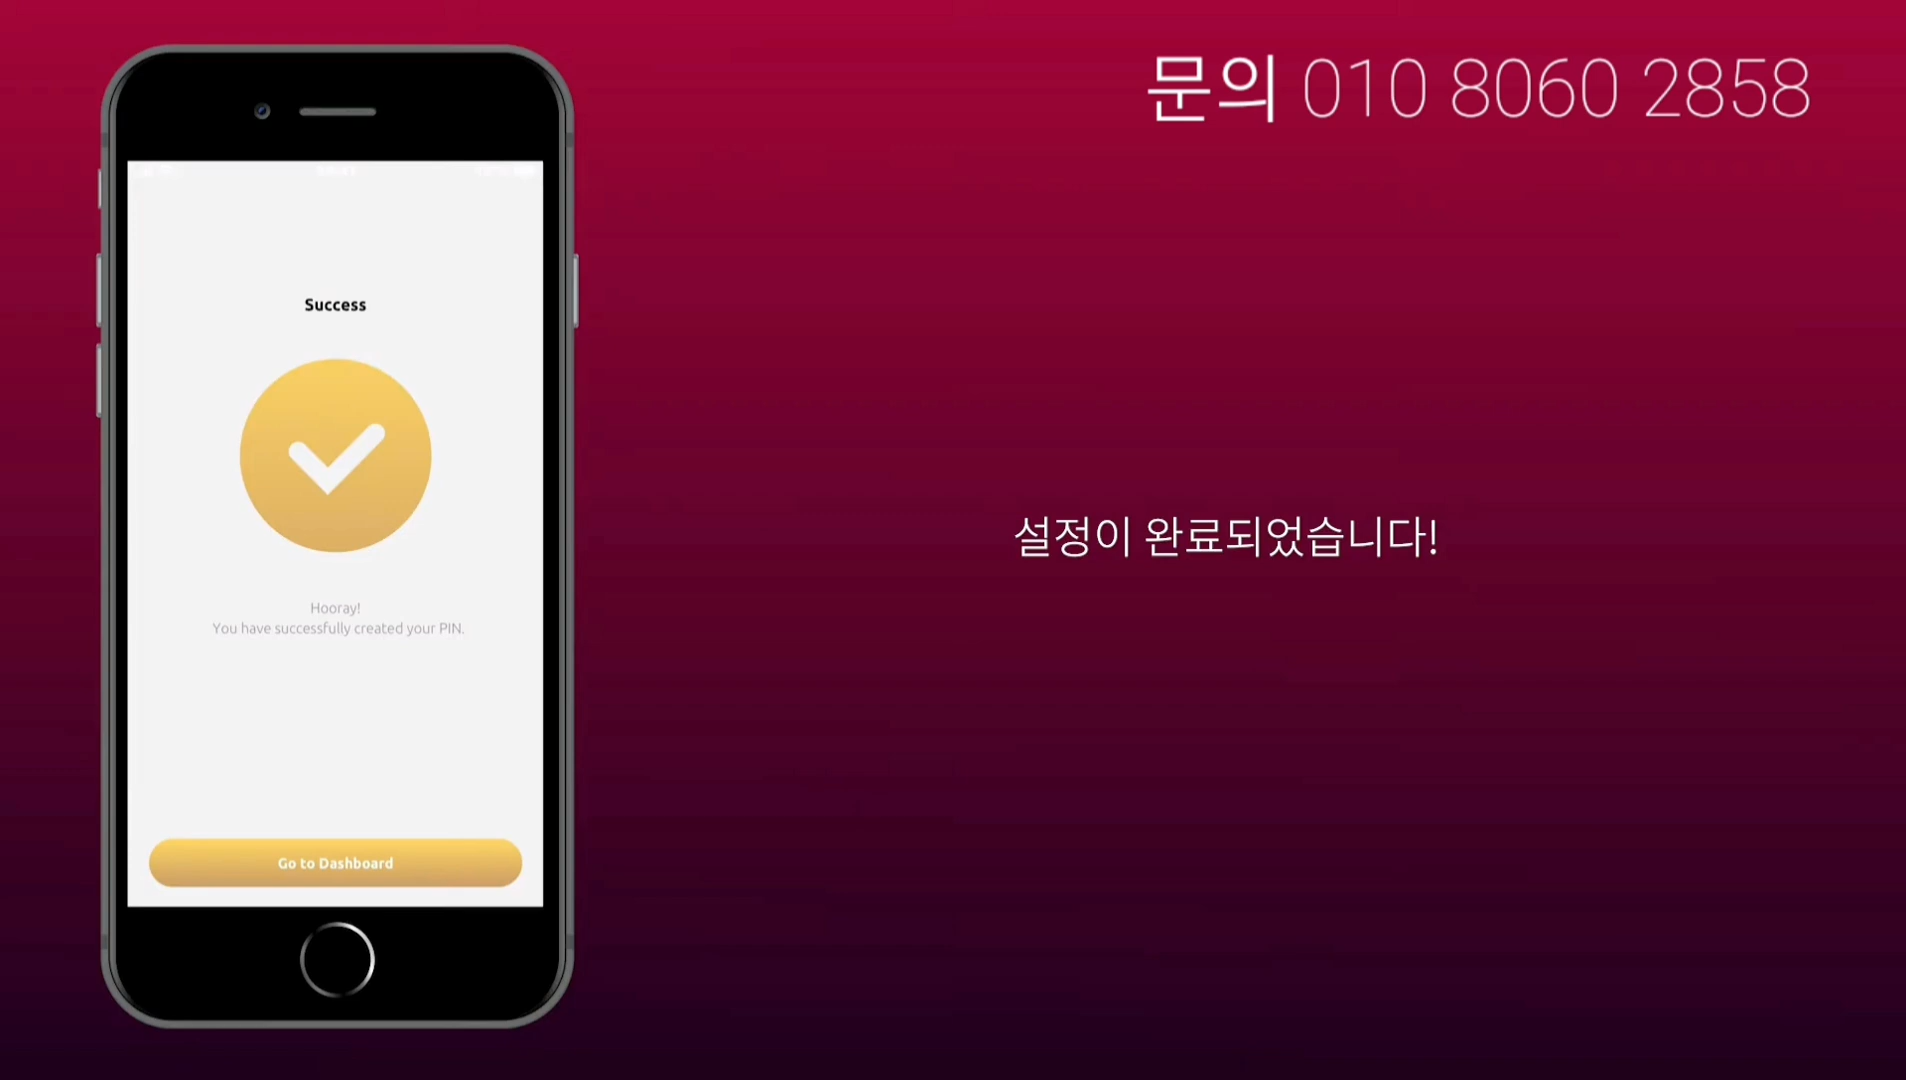 문의 010 8060 2858
Success
설정이 완료되었습니다!
Hooray!
You have successfully created your PIN.
Go to Dashboard